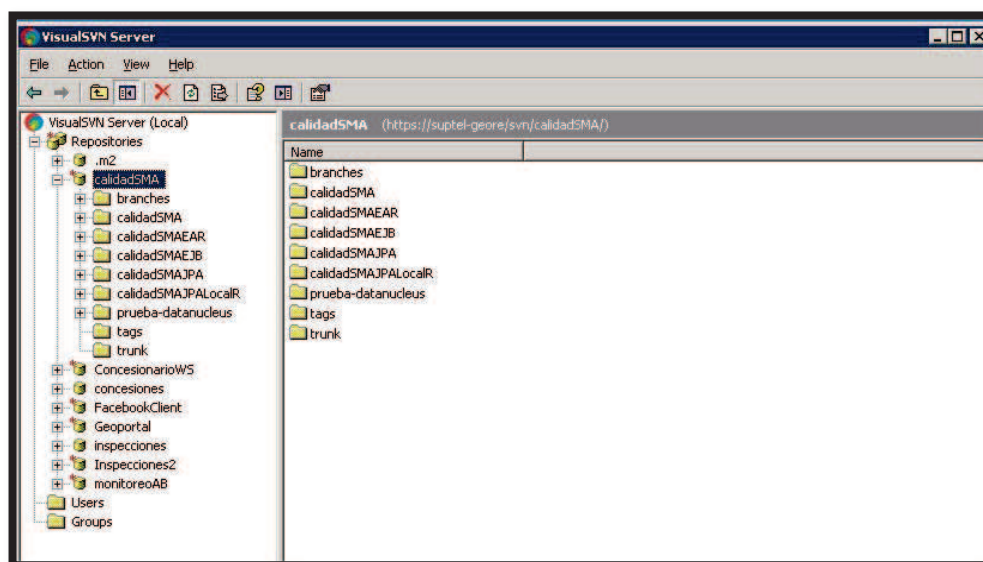 VisualSVN Server
File Action View Help
VisualSVN Server (Local)
Repositories
.m2
calidadSMA
branches
calidadSMA
calidadSMAEAR
calidadSMAEJB
calidadSMAJPA
calidadSMAJPALocalR
prueba-datanucleus
tags
trunk
ConcesionarioWS
concesiones
FacebookClient
Geoportal
inspecciones
Inspecciones2
monitoreoAB
Users
Groups
calidadSMA (https://suptel-geore/svn/calidadSMA/)
Name
branches
calidadSMA
calidadSMAEAR
calidadSMAEJB
calidadSMAJPA
calidadSMAJPALocalR
prueba-datanucleus
tags
trunk